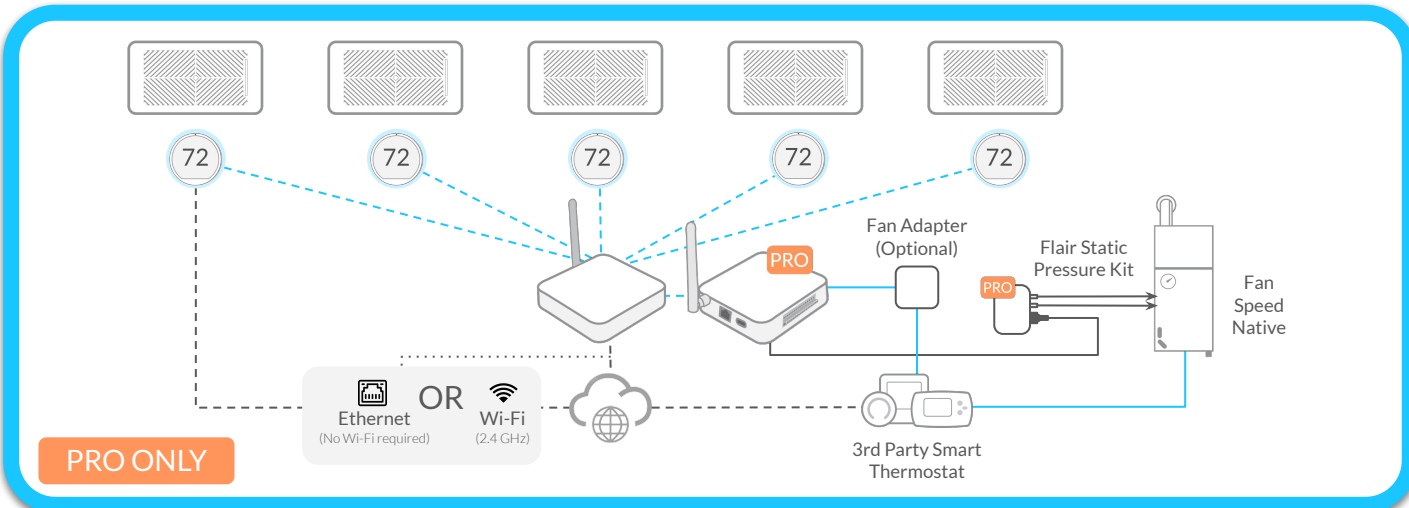 72
72
72
72
72
Fan Adapter
(Optional)
PRO
Flair Static
Pressure Kit
PRO
Fan
Speed
Native
Ethernet
(No Wi-Fi required)
OR
Wi-Fi
(2.4 GHz)
3rd Party Smart
Thermostat
PRO ONLY